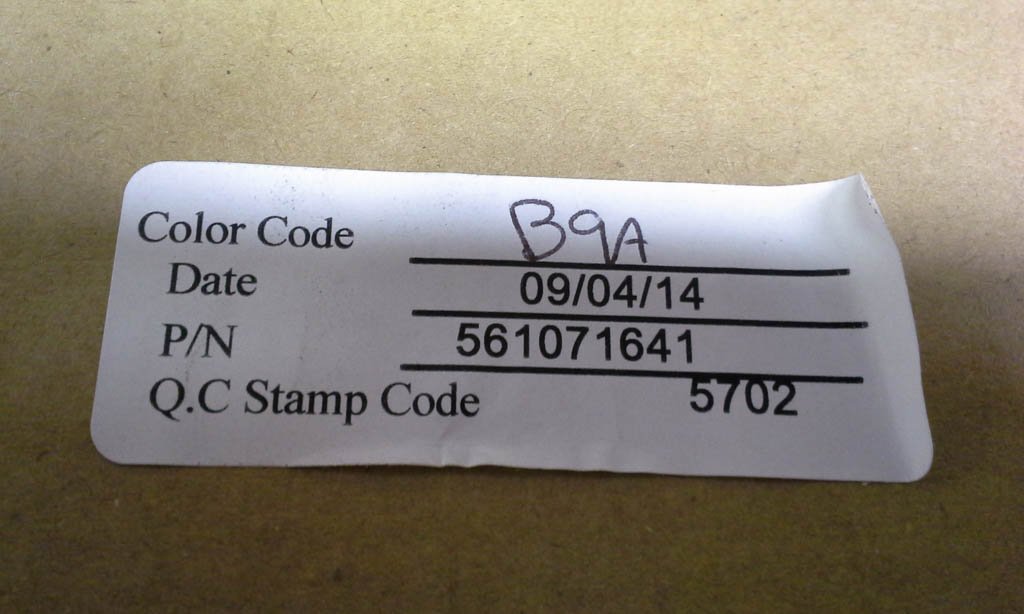 Color Code B9A
Date 09/04/14
P/N 561071641
Q.C Stamp Code 5702